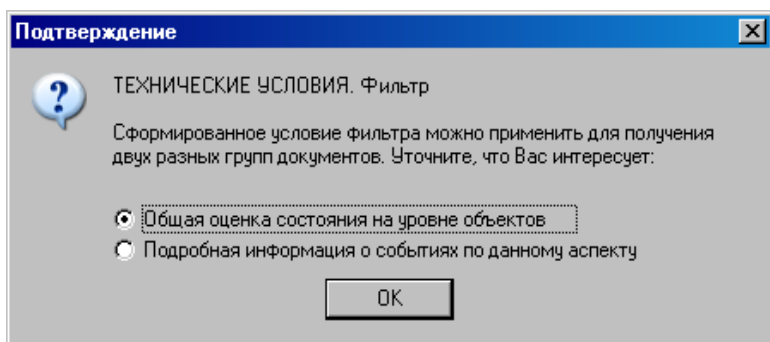 Подтверждение
ТЕХНИЧЕСКИЕ УСЛОВИЯ. Фильтр
Сформированное условие фильтра можно применить для получения
двух разных групп документов. Уточните, что Вас интересует:
Общая оценка состояния на уровне объектов
Подробная информация о событиях по данному аспекту
OK